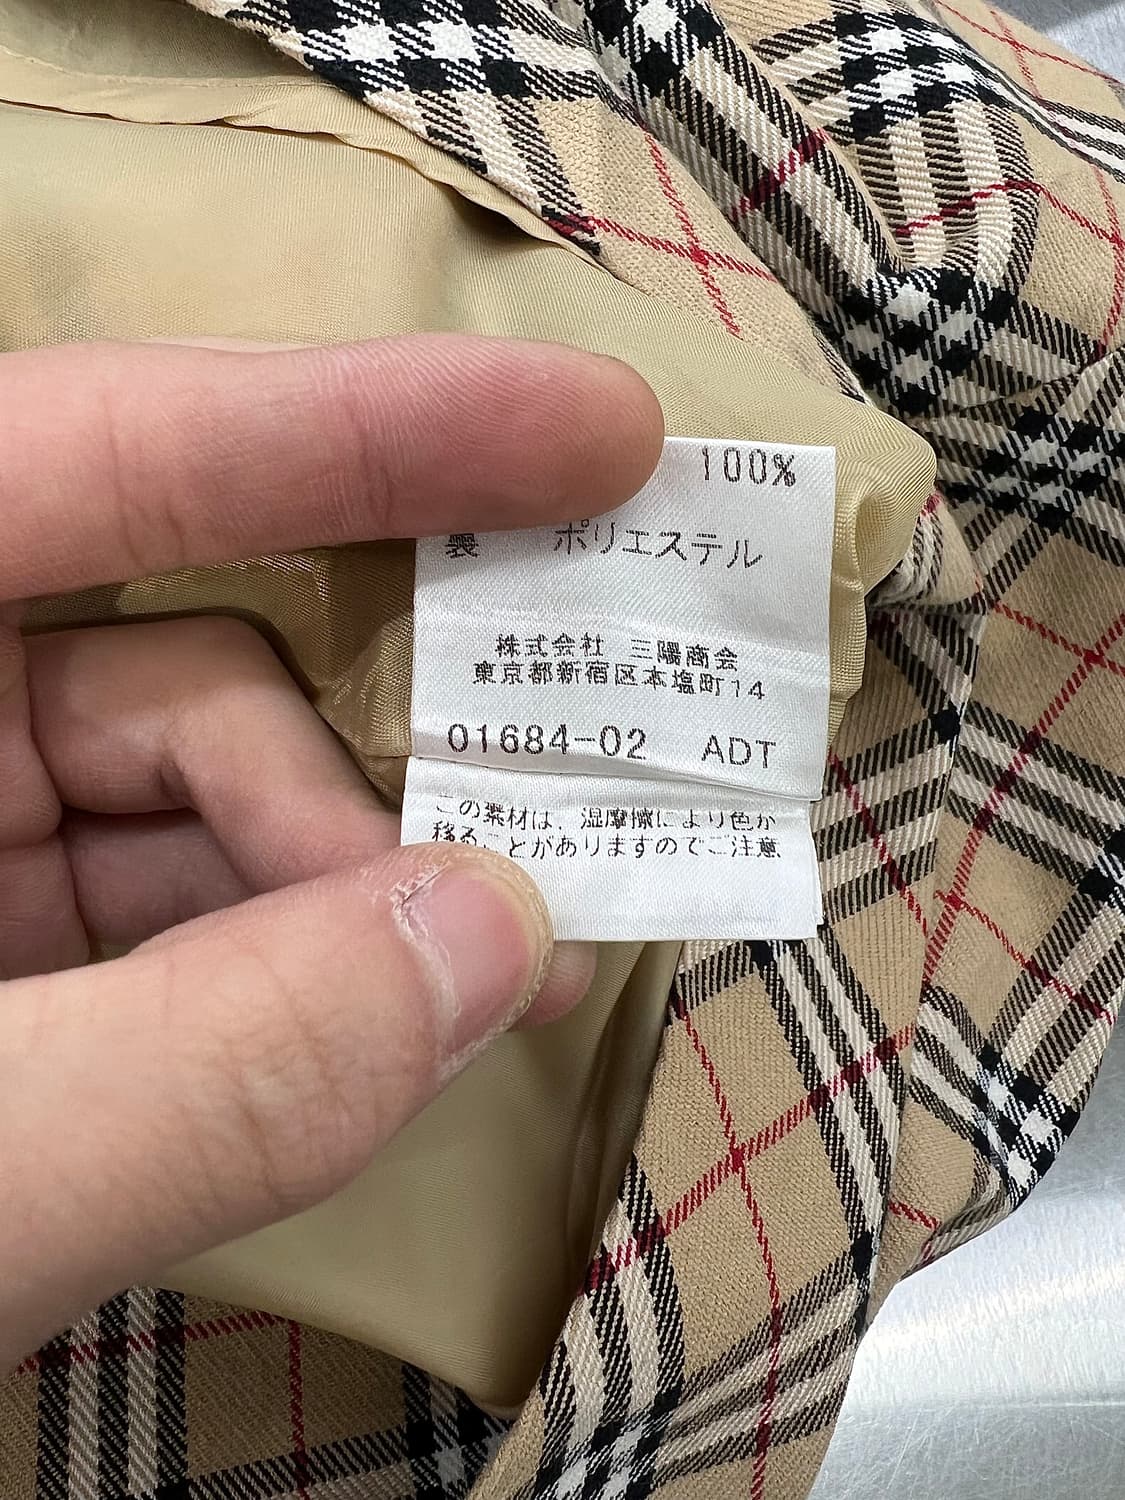 100%
裏 ポリエステル
株式会社 三陽商会
東京都新宿区本塩町14
01684-02 ADT
この素材は、湿摩擦により色が
移ることがありますのでご注意